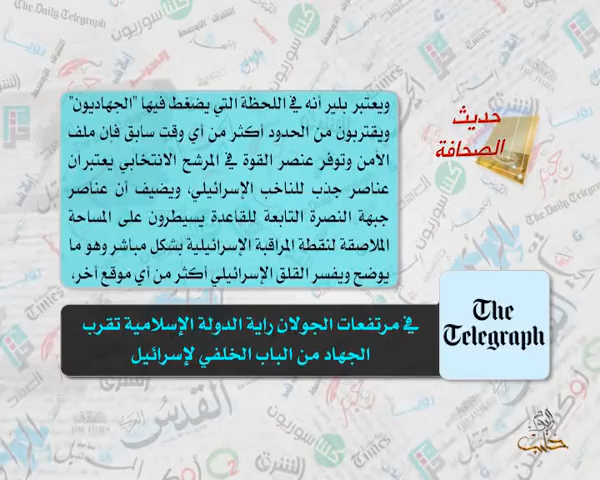 حديث
الصحافة
ويعتبر بلير أنه في اللحظة التي يضغط فيها "الجهاديون"
ويقتربون من الحدود أكثر من أي وقت سابق فإن ملف
الأمن وتوفر عنصر القوة في المرشح الانتخابي يعتبران
عناصر جذب للناخب الإسرائيلي، ويضيف أن عناصر
جبهة النصرة التابعة للقاعدة يسيطرون على المساحة
الملاصقة لنقطة المراقبة الإسرائيلية بشكل مباشر وهو ما
يوضح ويفسر القلق الإسرائيلي أكثر من أي موقع أخر،
The
Telegraph
في مرتفعات الجولان راية الدولة الإسلامية تقرب
الجهاد من الباب الخلفي لإسرائيل
حلب اليوم